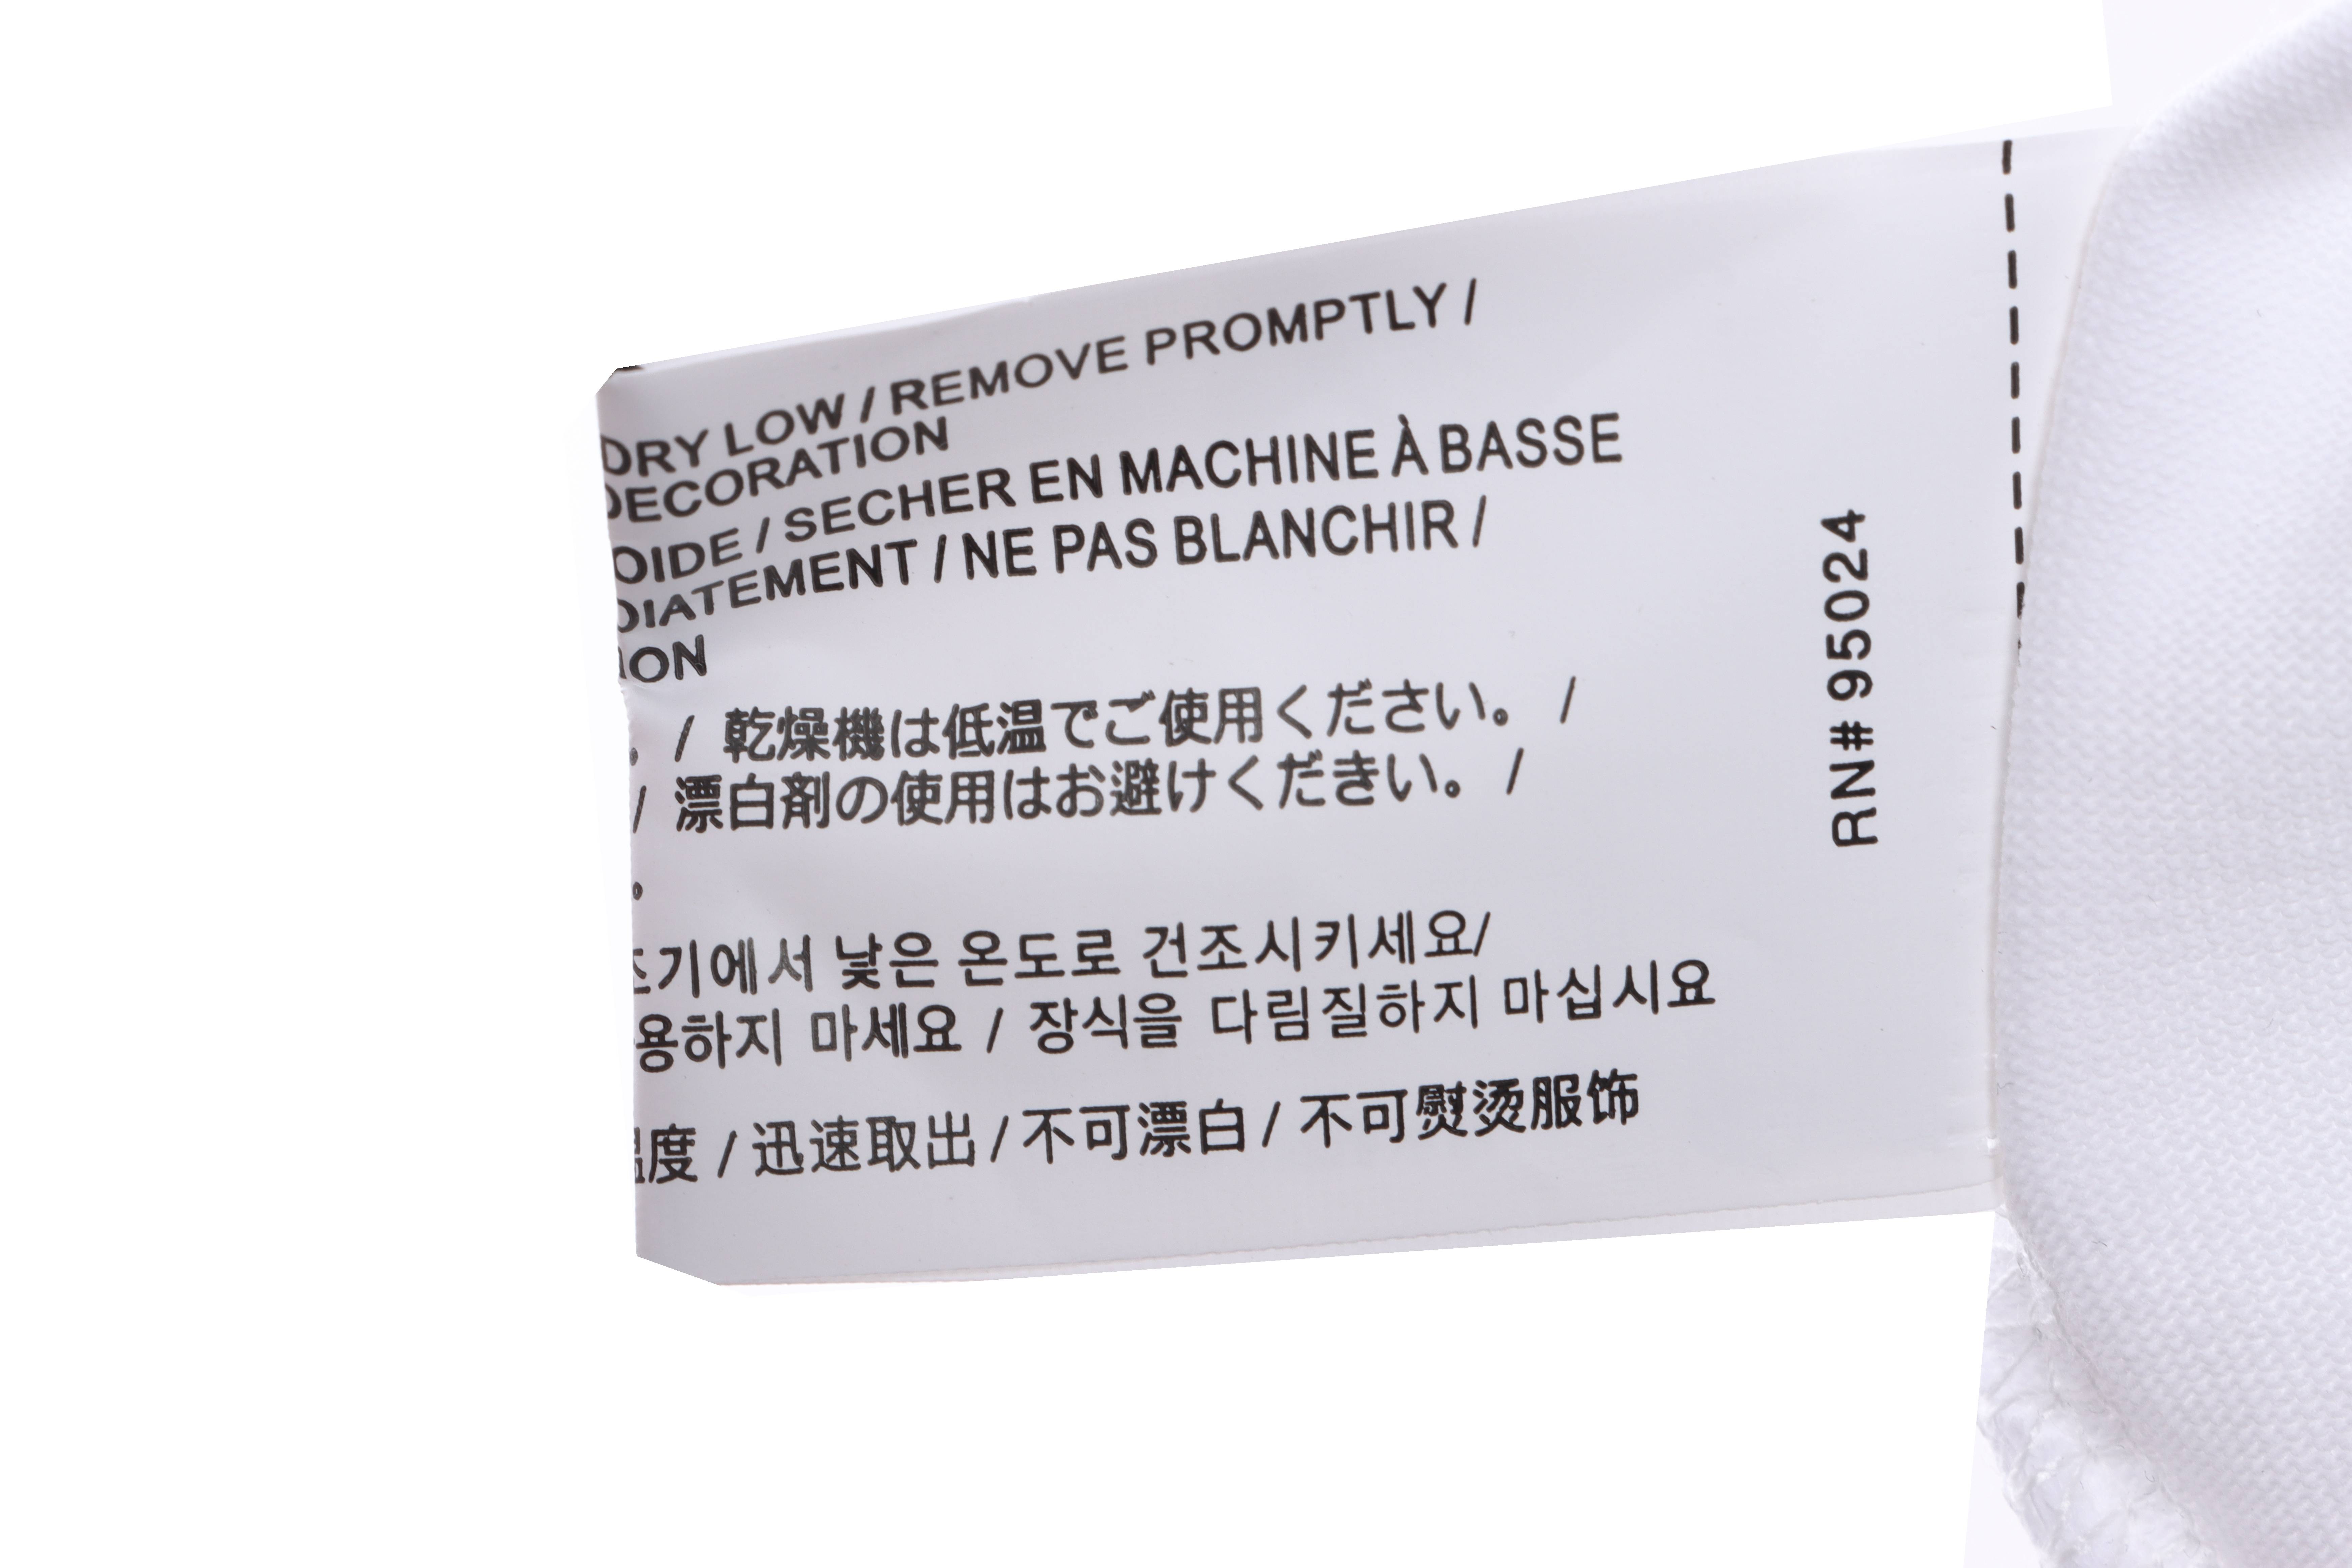 DRY LOW / REMOVE PROMPTLY /
DECORATION
OIDE / SECHER EN MACHINE À BASSE
DIATEMENT / NE PAS BLANCHIR /
ION
。 / 乾燥機は低温でご使用ください。 /
/ 漂白剤の使用はお避けくだきい。 /
。
조기에서 낮은 온도로 건조시키세요/
용하지 마세요 / 장식을 다림질하지 마십시요
温度 / 迅速取出 / 不可漂白 / 不可熨烫服饰
RN# 95024